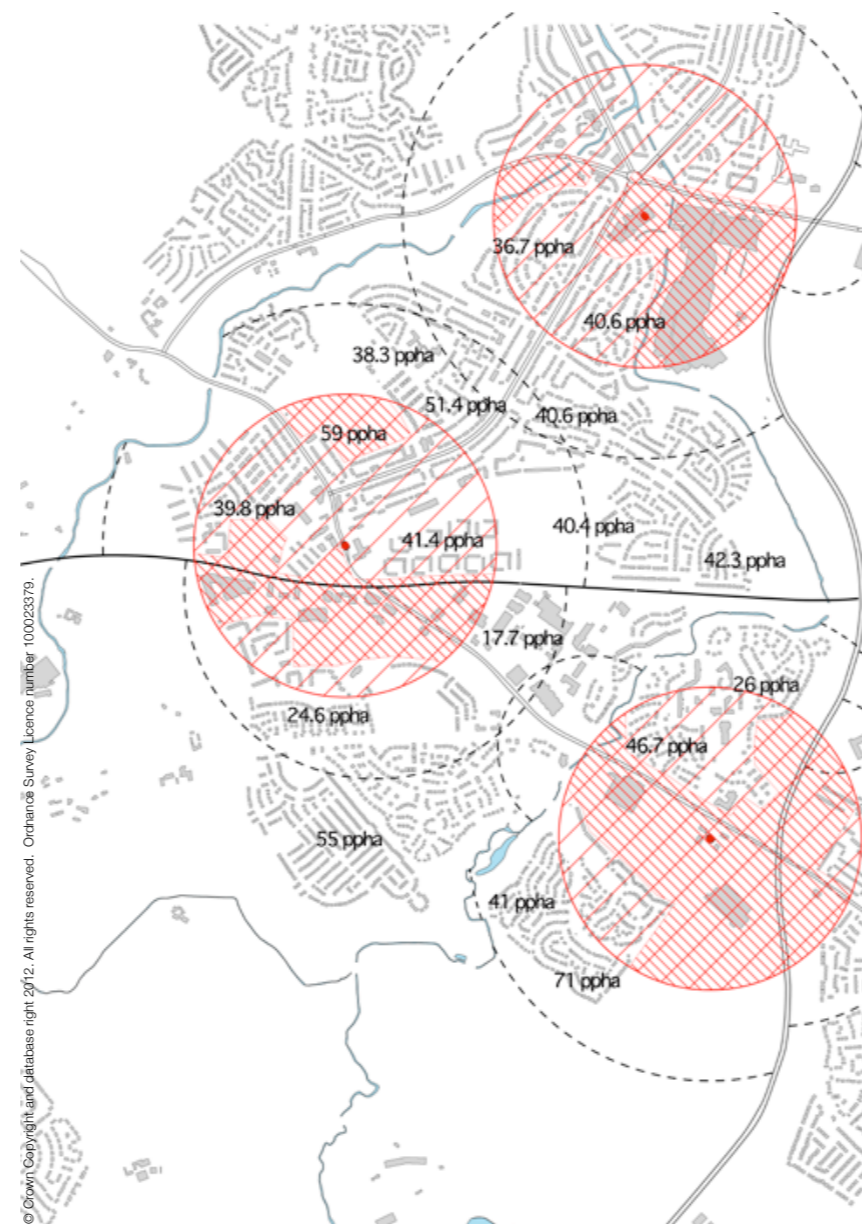 36.7 ppha
40.6 ppha
38.3 ppha
51.4 ppha
40.6 ppha
59 ppha
39.8 ppha
41.4 ppha
40.4 ppha
42.3 ppha
17.7 ppha
26 ppha
24.6 ppha
46.7 ppha
55 ppha
41 ppha
71 ppha
© Crown Copyright and database right 2012. All rights reserved. Ordnance Survey Licence number 100023379.